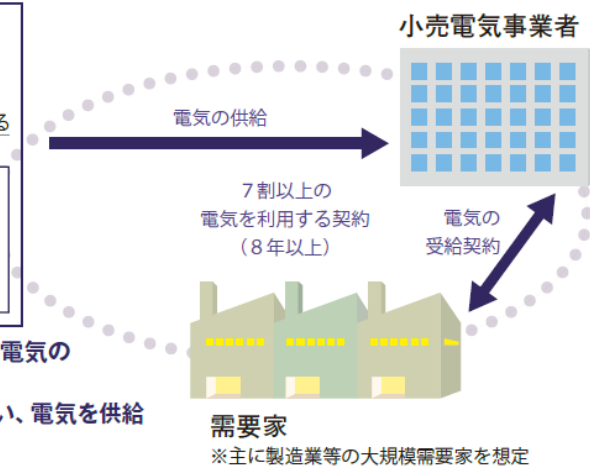 小売電気事業者
る
電気の供給
7割以上の
電気を利用する契約
（8年以上）
電気の
受給契約
電気の
い、電気を供給
需要家
※主に製造業等の大規模需要家を想定